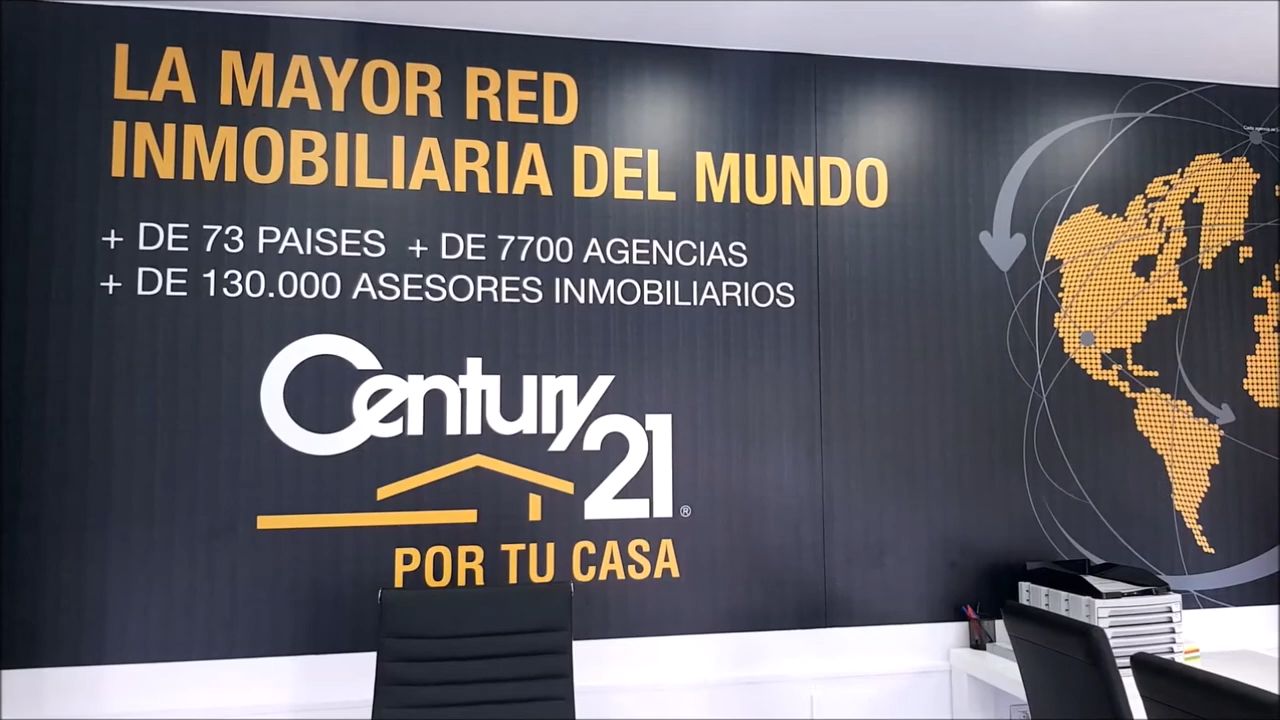 LA MAYOR RED
INMOBILIARIA DEL MUNDO
+ DE 73 PAISES + DE 7700 AGENCIAS
+ DE 130.000 ASESORES INMOBILIARIOS
Century
21®
POR TU CASA